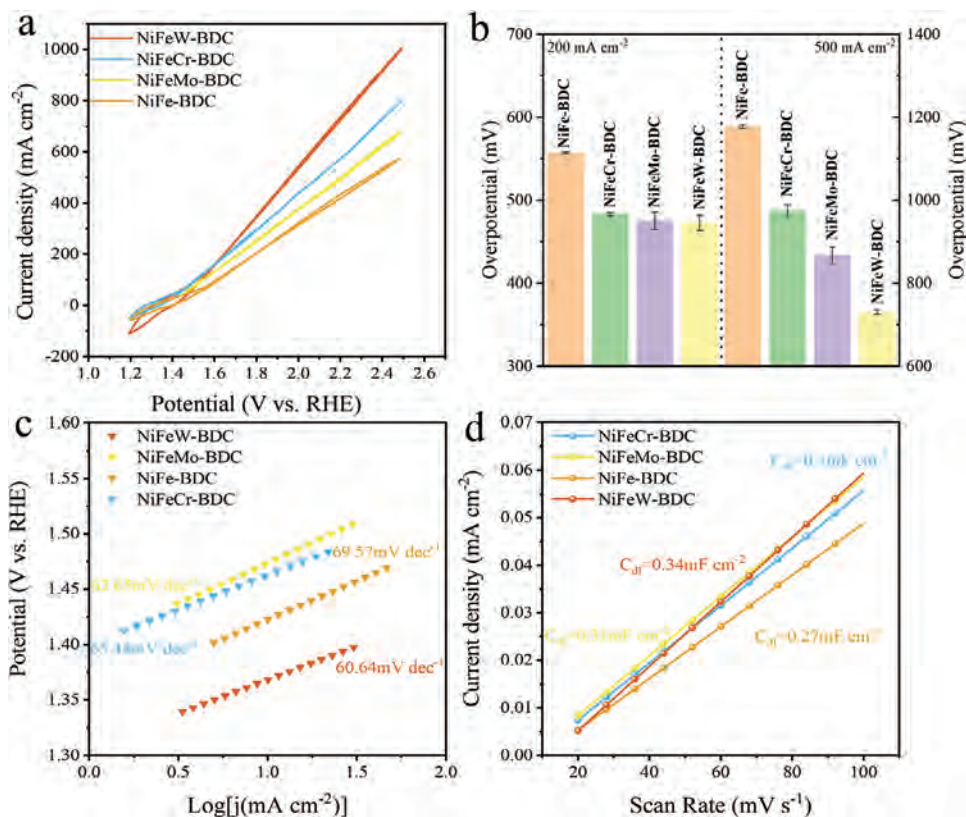 a
NiFeW-BDC
NiFeCr-BDC
NiFeMo-BDC
NiFe-BDC
Current density (mA cm⁻²)
1000
800
600
400
200
0
-200
1.0 1.2 1.4 1.6 1.8 2.0 2.2 2.4 2.6
Potential (V vs. RHE)
b
200 mA cm⁻²
500 mA cm⁻²
Overpotential (mV)
700
600
500
400
300
NiFe-BDC
NiFeCr-BDC
NiFeMo-BDC
NiFeW-BDC
NiFe-BDC
NiFeCr-BDC
NiFeMo-BDC
NiFeW-BDC
1400
1200
1000
800
600
Overpotential (mV)
c
NiFeW-BDC
NiFeMo-BDC
NiFe-BDC
NiFeCr-BDC
Potential (V vs. RHE)
1.60
1.55
1.50
1.45
1.40
1.35
1.30
69.57mV dec⁻¹
60.64mV dec⁻¹
0.0 0.5 1.0 1.5 2.0
Log[j(mA cm⁻²)]
d
NiFeCr-BDC
NiFeMo-BDC
NiFe-BDC
NiFeW-BDC
Current density (mA cm⁻²)
0.07
0.06
0.05
0.04
0.03
0.02
0.01
0.00
C_dl=0.34mF cm⁻²
C_dl=0.27mF cm⁻²
20 40 60 80 100
Scan Rate (mV s⁻¹)